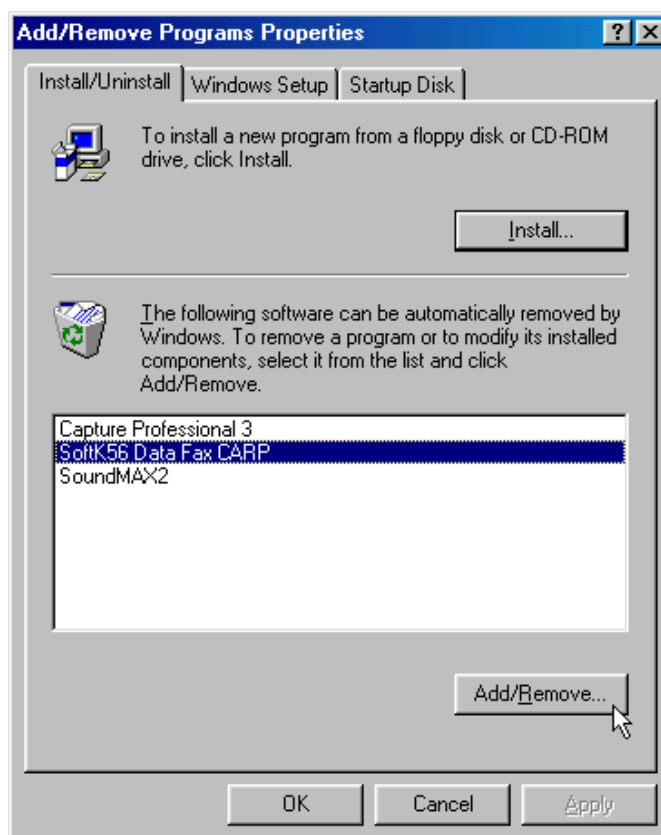 Add/Remove Programs Properties
Install/Uninstall
Windows Setup
Startup Disk
To install a new program from a floppy disk or CD-ROM
drive, click Install.
Install...
The following software can be automatically removed by
Windows. To remove a program or to modify its installed
components, select it from the list and click
Add/Remove.
Capture Professional 3
SoftK56 Data Fax CARP
SoundMAX2
Add/Remove...
OK
Cancel
Apply